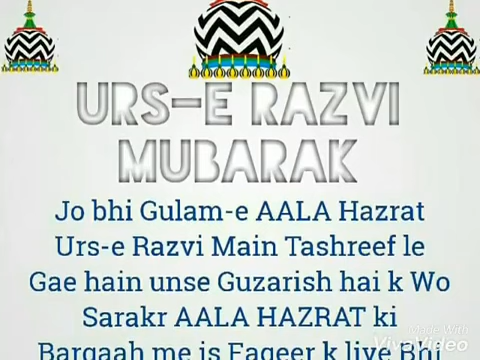 URS-E RAZVI
MUBARAK
Jo bhi Gulam-e AALA Hazrat
Urs-e Razvi Main Tashreef le
Gae hain unse Guzarish hai k Wo
Sarakr AALA HAZRAT ki
Bargaah me is Faqeer k liye Bhi
Made With
VivaVideo